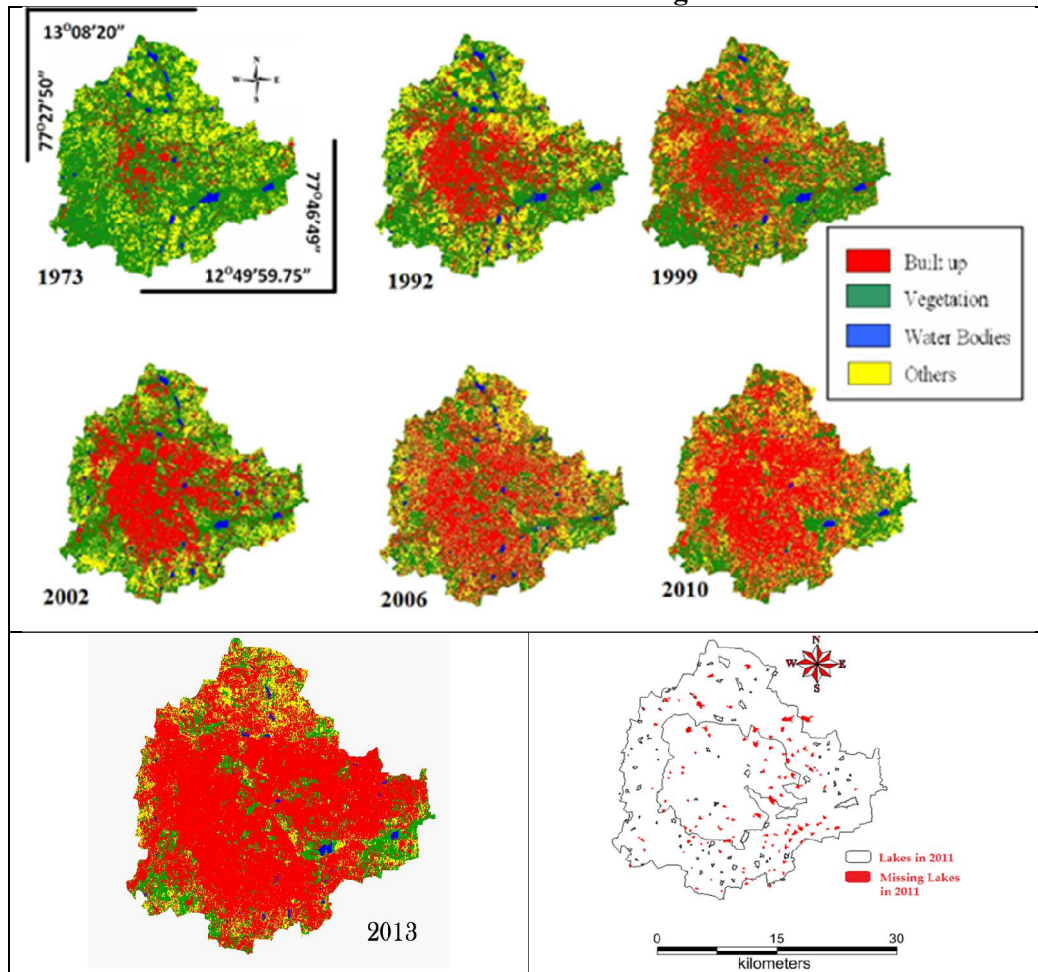 13°08'20"
77°27'50"
N
W E
S
77°46'49"
12°49'59.75"
1973
1992
1999
Built up
Vegetation
Water Bodies
Others
2002
2006
2010
2013
N
W E
S
Lakes in 2011
Missing Lakes
in 2011
0 15 30
kilometers